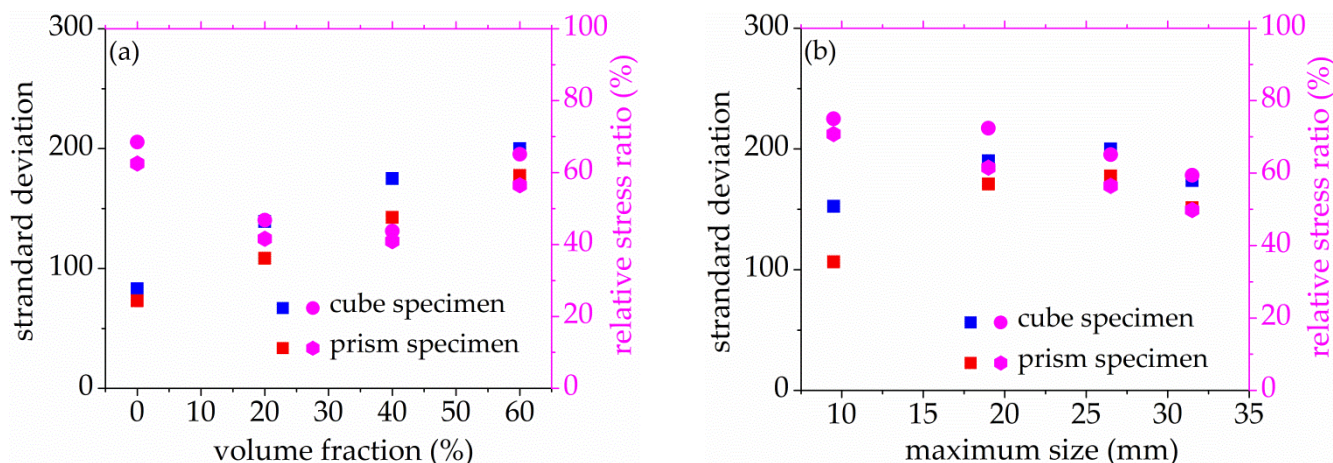 (a)
strandard deviation
300
200
100
0
relative stress ratio (%)
100
80
60
40
20
0
cube specimen
prism specimen
0 10 20 30 40 50 60
volume fraction (%)
(b)
strandard deviation
300
200
100
0
relative stress ratio (%)
100
80
60
40
20
0
cube specimen
prism specimen
10 15 20 25 30 35
maximum size (mm)